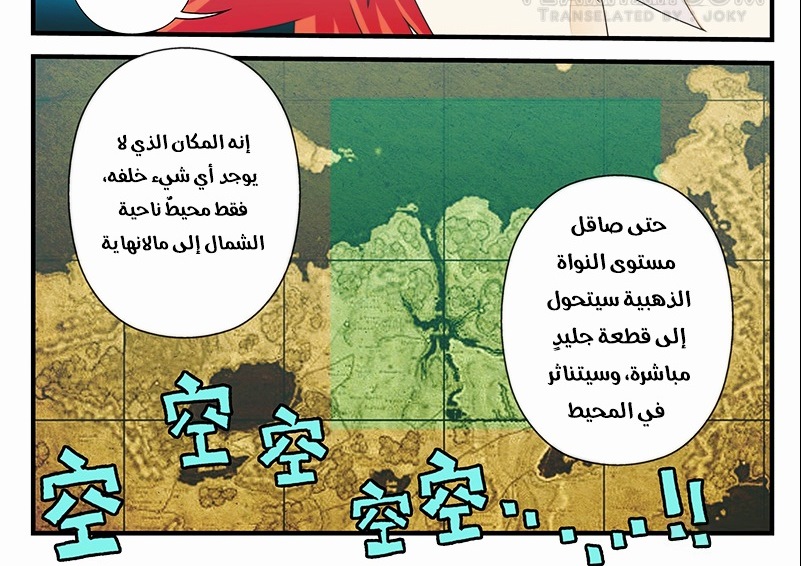 TRANSLATED BY : JOKY
حتى صاقل
مستوى النواة
الذهبية سيتحول
إلى قطعة جليدٍ
مباشرة، وسيتناثر
في المحيط
إنه المكان الذي لا
يوجد أي شيء خلفه،
فقط محيطٌ ناحية
الشمال إلى مالانهاية
空 空 空 空 空......!!